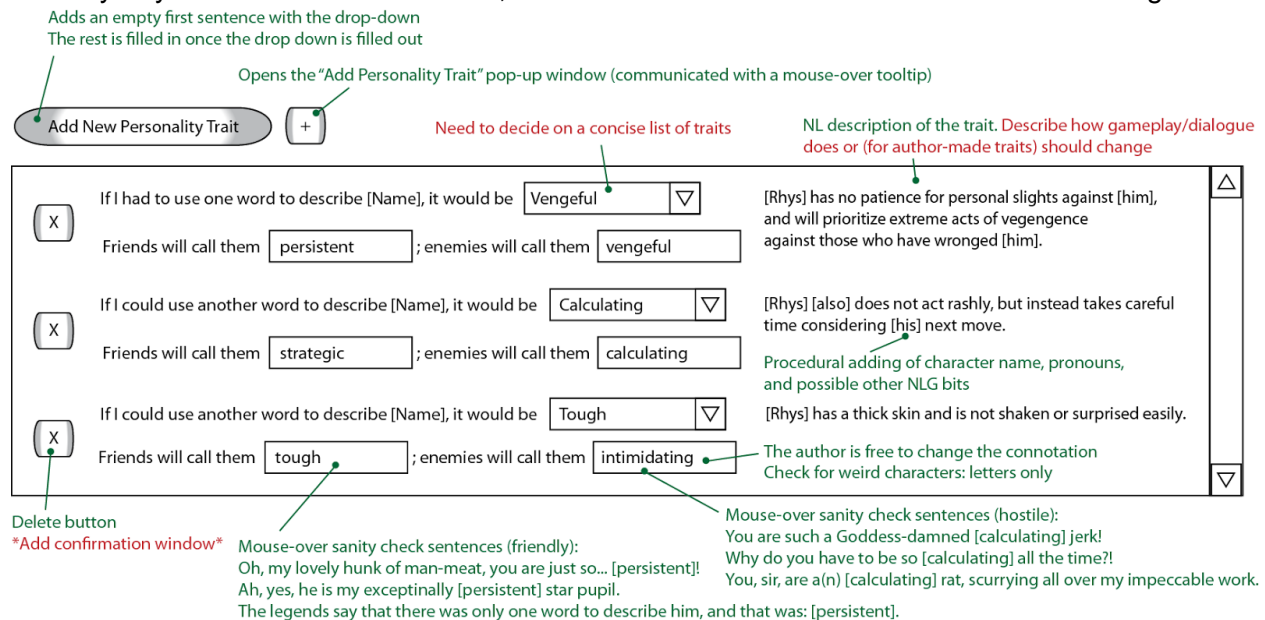 Adds an empty first sentence with the drop-down
The rest is filled in once the drop down is filled out
Opens the “Add Personality Trait” pop-up window (communicated with a mouse-over tooltip)
Add New Personality Trait
+
Need to decide on a concise list of traits
NL description of the trait. Describe how gameplay/dialogue
does or (for author-made traits) should change
X
If I had to use one word to describe [Name], it would be Vengeful
Friends will call them persistent ; enemies will call them vengeful
[Rhys] has no patience for personal slights against [him],
and will prioritize extreme acts of vegengence
against those who have wronged [him].
X
If I could use another word to describe [Name], it would be Calculating
Friends will call them strategic ; enemies will call them calculating
[Rhys] [also] does not act rashly, but instead takes careful
time considering [his] next move.
Procedural adding of character name, pronouns,
and possible other NLG bits
X
If I could use another word to describe [Name], it would be Tough
Friends will call them tough ; enemies will call them intimidating
[Rhys] has a thick skin and is not shaken or surprised easily.
The author is free to change the connotation
Check for weird characters: letters only
Delete button
*Add confirmation window*
Mouse-over sanity check sentences (friendly):
Oh, my lovely hunk of man-meat, you are just so... [persistent]!
Ah, yes, he is my exceptinally [persistent] star pupil.
The legends say that there was only one word to describe him, and that was: [persistent].
Mouse-over sanity check sentences (hostile):
You are such a Goddess-damned [calculating] jerk!
Why do you have to be so [calculating] all the time?!
You, sir, are a(n) [calculating] rat, scurrying all over my impeccable work.